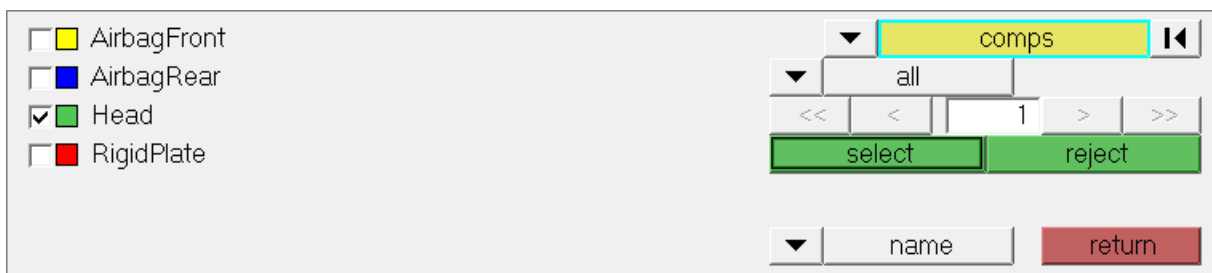 AirbagFront
AirbagRear
Head
RigidPlate
comps
all
<< < 1 > >>
select reject
name return